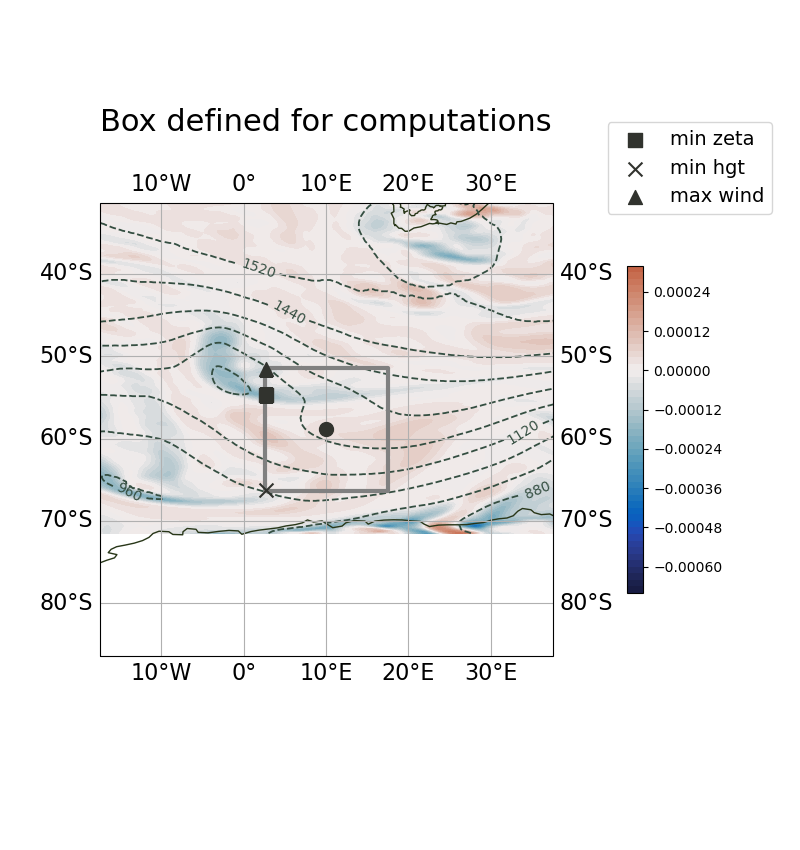 Box defined for computations
min zeta
min hgt
max wind
10°W 0° 10°E 20°E 30°E
40°S 40°S
50°S 50°S
60°S 60°S
70°S 70°S
80°S 80°S
1520
1440
1120
960
880
0.00024
0.00012
0.00000
−0.00012
−0.00024
−0.00036
−0.00048
−0.00060
10°W 0° 10°E 20°E 30°E